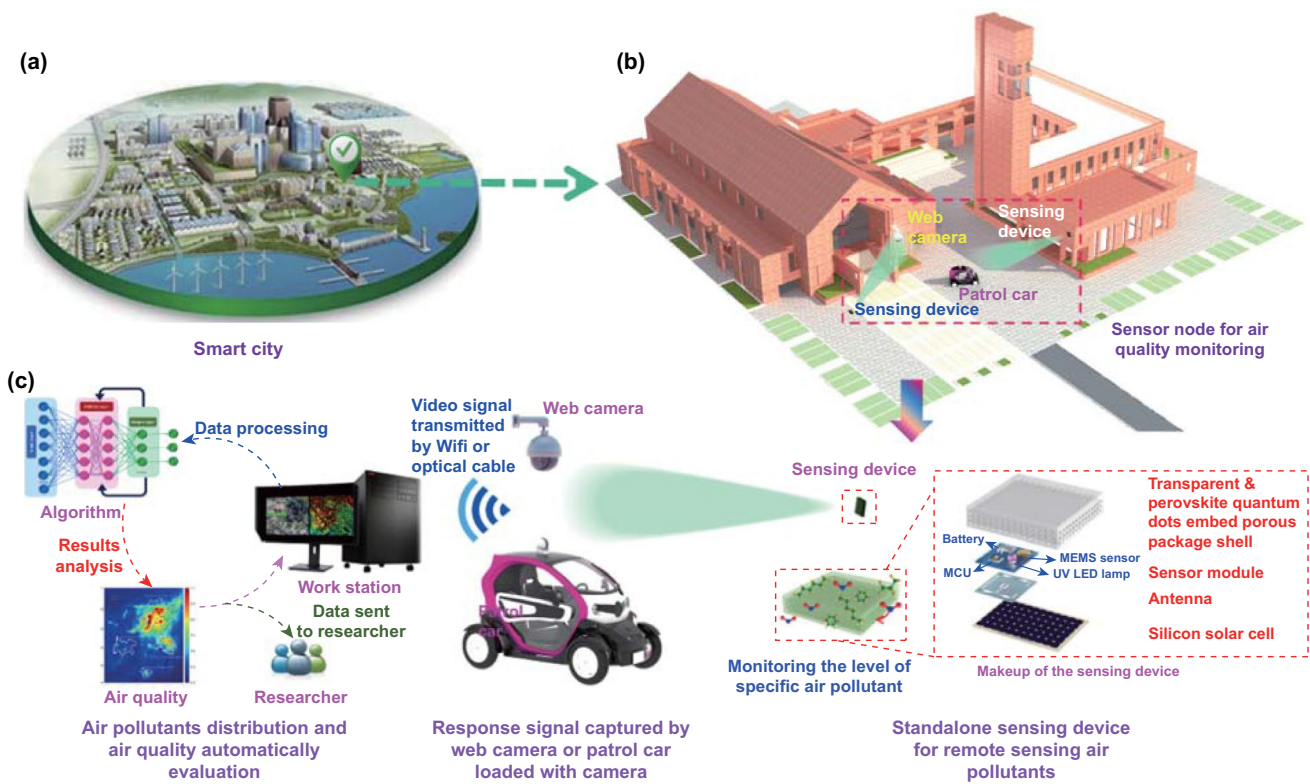 (a)
Smart city
(b)
Web
camera
Sensing
device
Patrol car
Sensing device
Sensor node for air
quality monitoring
(c)
Data processing
Algorithm
Results
analysis
Work station
Data sent
to researcher
Air quality
Researcher
Air pollutants distribution and
air quality automatically
evaluation
Video signal
transmitted
by Wifi or
optical cable
Web camera
Patrol
car
Response signal captured by
web camera or patrol car
loaded with camera
Sensing device
Monitoring the level of
specific air pollutant
Battery
MCU
MEMS sensor
UV LED lamp
Transparent &
perovskite quantum
dots embed porous
package shell
Sensor module
Antenna
Silicon solar cell
Makeup of the sensing device
Standalone sensing device
for remote sensing air
pollutants